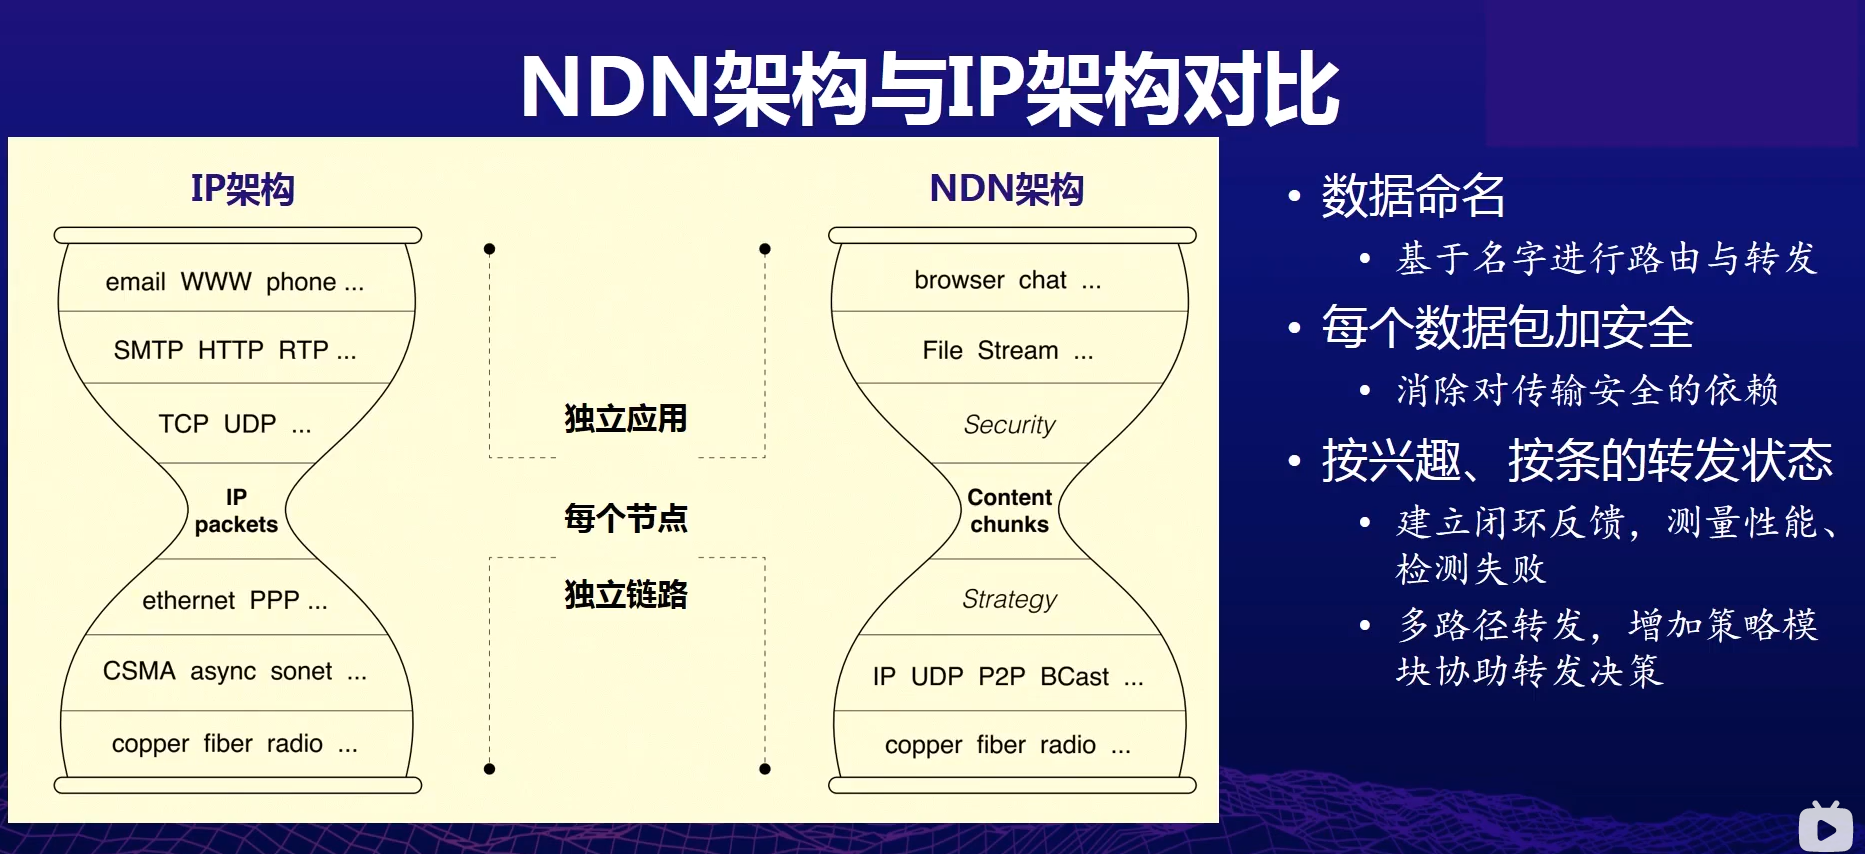 NDN架构与IP架构对比
IP架构
email WWW phone ...
SMTP HTTP RTP ...
TCP UDP ...
IP
packets
ethernet PPP ...
CSMA async sonet ...
copper fiber radio ...
独立应用
每个节点
独立链路
NDN架构
browser chat ...
File Stream ...
Security
Content
chunks
Strategy
IP UDP P2P BCast ...
copper fiber radio ...
• 数据命名
• 基于名字进行路由与转发
• 每个数据包加安全
• 消除对传输安全的依赖
• 按兴趣、按条的转发状态
• 建立闭环反馈，测量性能、
检测失败
• 多路径转发，增加策略模
块协助转发决策